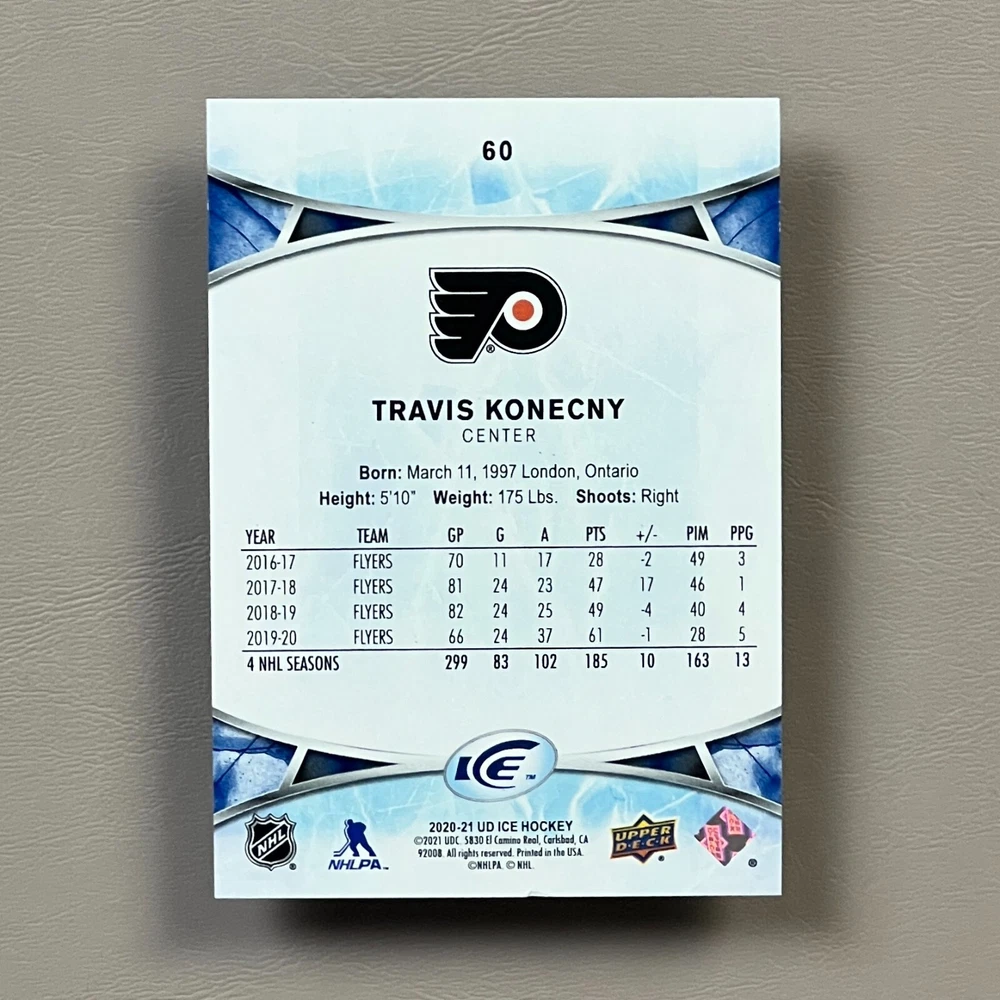 60
TRAVIS KONECNY
CENTER
Born: March 11, 1997 London, Ontario
Height: 5'10" Weight: 175 Lbs. Shoots: Right
YEAR TEAM GP G A PTS +/- PIM PPG
2016-17 FLYERS 70 11 17 28 -2 49 3
2017-18 FLYERS 81 24 23 47 17 46 1
2018-19 FLYERS 82 24 25 49 -4 40 4
2019-20 FLYERS 66 24 37 61 -1 28 5
4 NHL SEASONS 299 83 102 185 10 163 13
ICE™
2020-21 UD ICE HOCKEY
©2021 UDC. 5830 El Camino Real, Carlsbad, CA
92008. All rights reserved. Printed in the USA.
©NHLPA. © NHL.
NHL®
NHLPA™
UPPER
DECK®